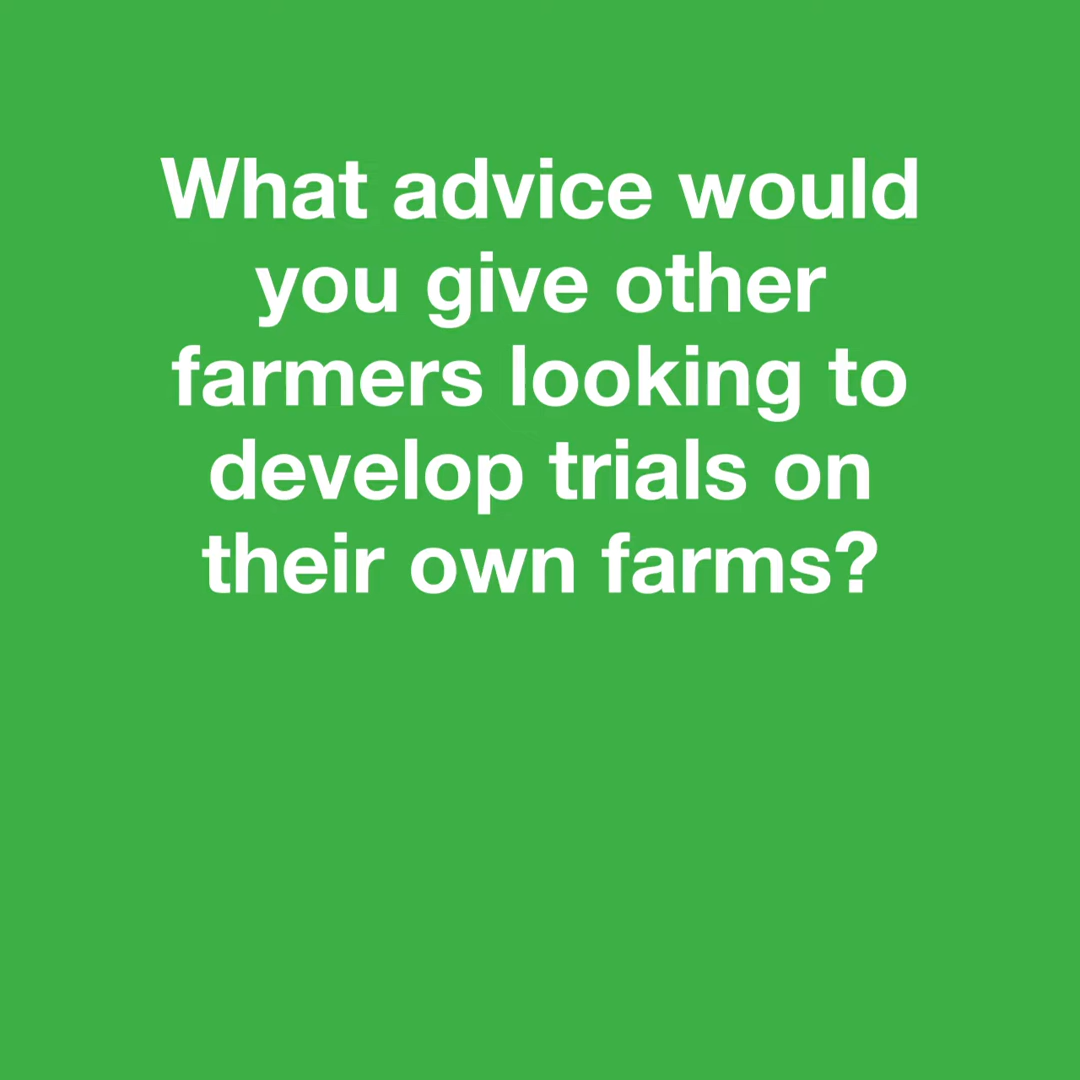 What advice would
you give other
farmers looking to
develop trials on
their own farms?